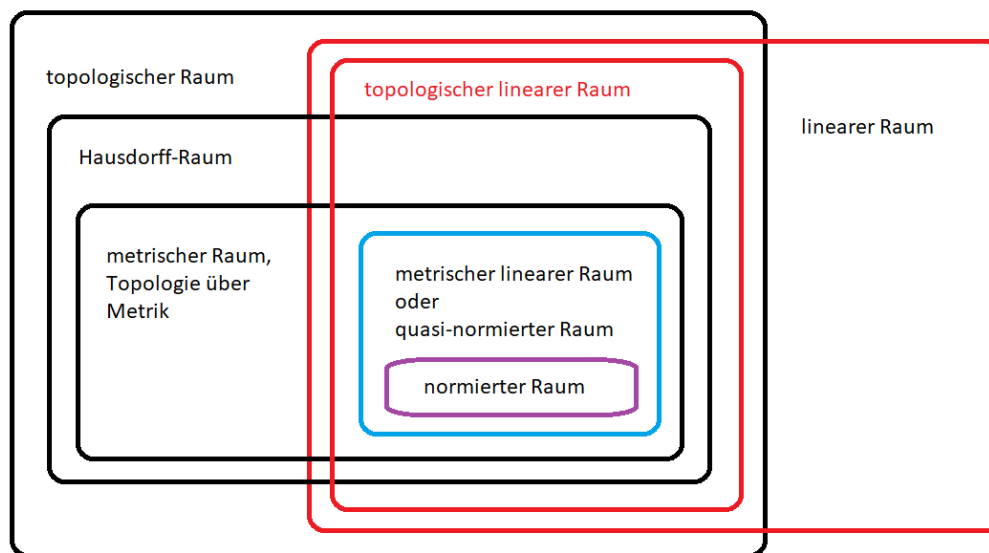 topologischer Raum
topologischer linearer Raum
linearer Raum
Hausdorff-Raum
metrischer Raum,
Topologie über
Metrik
metrischer linearer Raum
oder
quasi-normierter Raum
normierter Raum